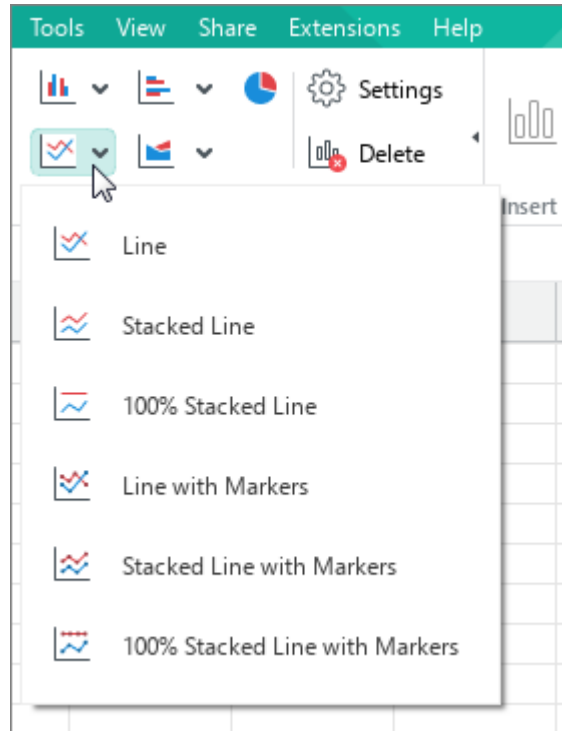 Tools View Share Extensions Help
Settings
Delete
Insert
Line
Stacked Line
100% Stacked Line
Line with Markers
Stacked Line with Markers
100% Stacked Line with Markers